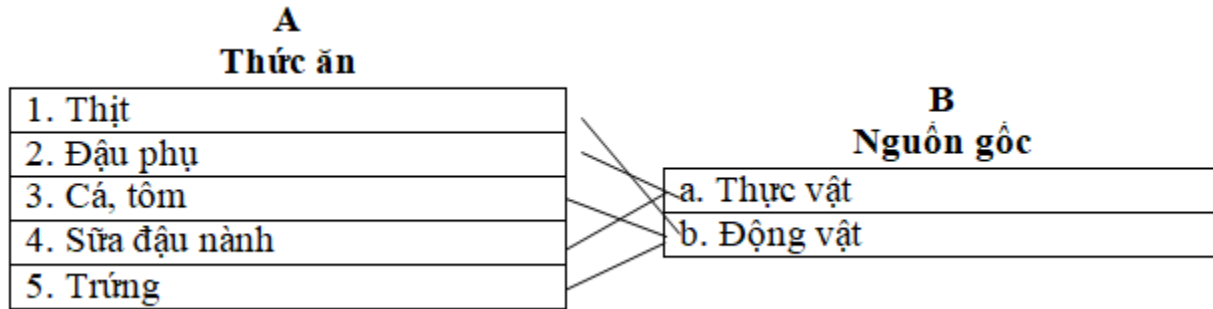 A
Thức ăn
1. Thịt
2. Đậu phụ
3. Cá, tôm
4. Sữa đậu nành
5. Trứng
B
Nguồn gốc
a. Thực vật
b. Động vật